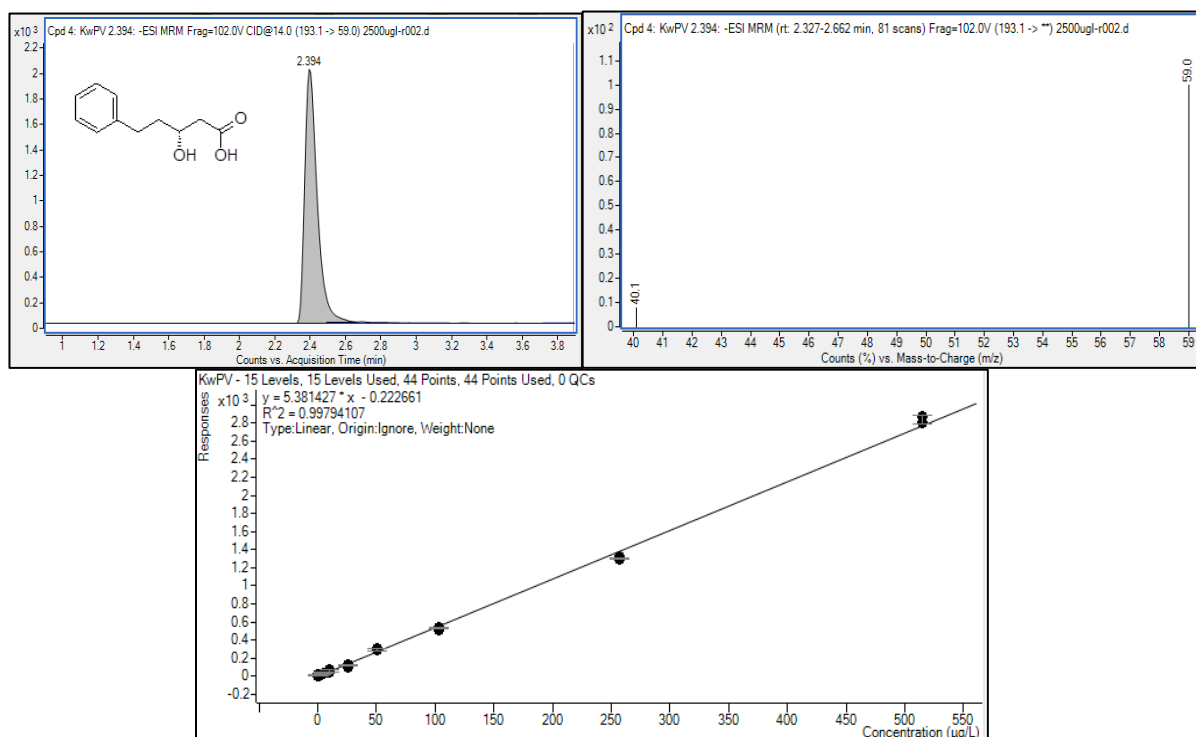 Cpd 4: KwPV 2.394: -ESI MRM Frag=102.0V CID@14.0 (193.1 -> 59.0) 2500ugl-r002.d
x10 3
2.2
2
1.8
1.6
1.4
1.2
1
0.8
0.6
0.4
0.2
0
2.394
O
OH
OH
1 1.2 1.4 1.6 1.8 2 2.2 2.4 2.6 2.8 3 3.2 3.4 3.6 3.8
Counts vs. Acquisition Time (min)
Cpd 4: KwPV 2.394: -ESI MRM (rt: 2.327-2.662 min, 81 scans) Frag=102.0V (193.1 -> **) 2500ugl-r002.d
x10 2
1.1
1
0.9
0.8
0.7
0.6
0.5
0.4
0.3
0.2
0.1
0
40.1
59.0
40 41 42 43 44 45 46 47 48 49 50 51 52 53 54 55 56 57 58 59
Counts (%) vs. Mass-to-Charge (m/z)
KwPV - 15 Levels, 15 Levels Used, 44 Points, 44 Points Used, 0 QCs
Responses
x10 3
y = 5.381427 * x - 0.222661
R^2 = 0.99794107
Type:Linear, Origin:Ignore, Weight:None
2.8
2.6
2.4
2.2
2
1.8
1.6
1.4
1.2
1
0.8
0.6
0.4
0.2
0
-0.2
0 50 100 150 200 250 300 350 400 450 500 550
Concentration (µg/L)